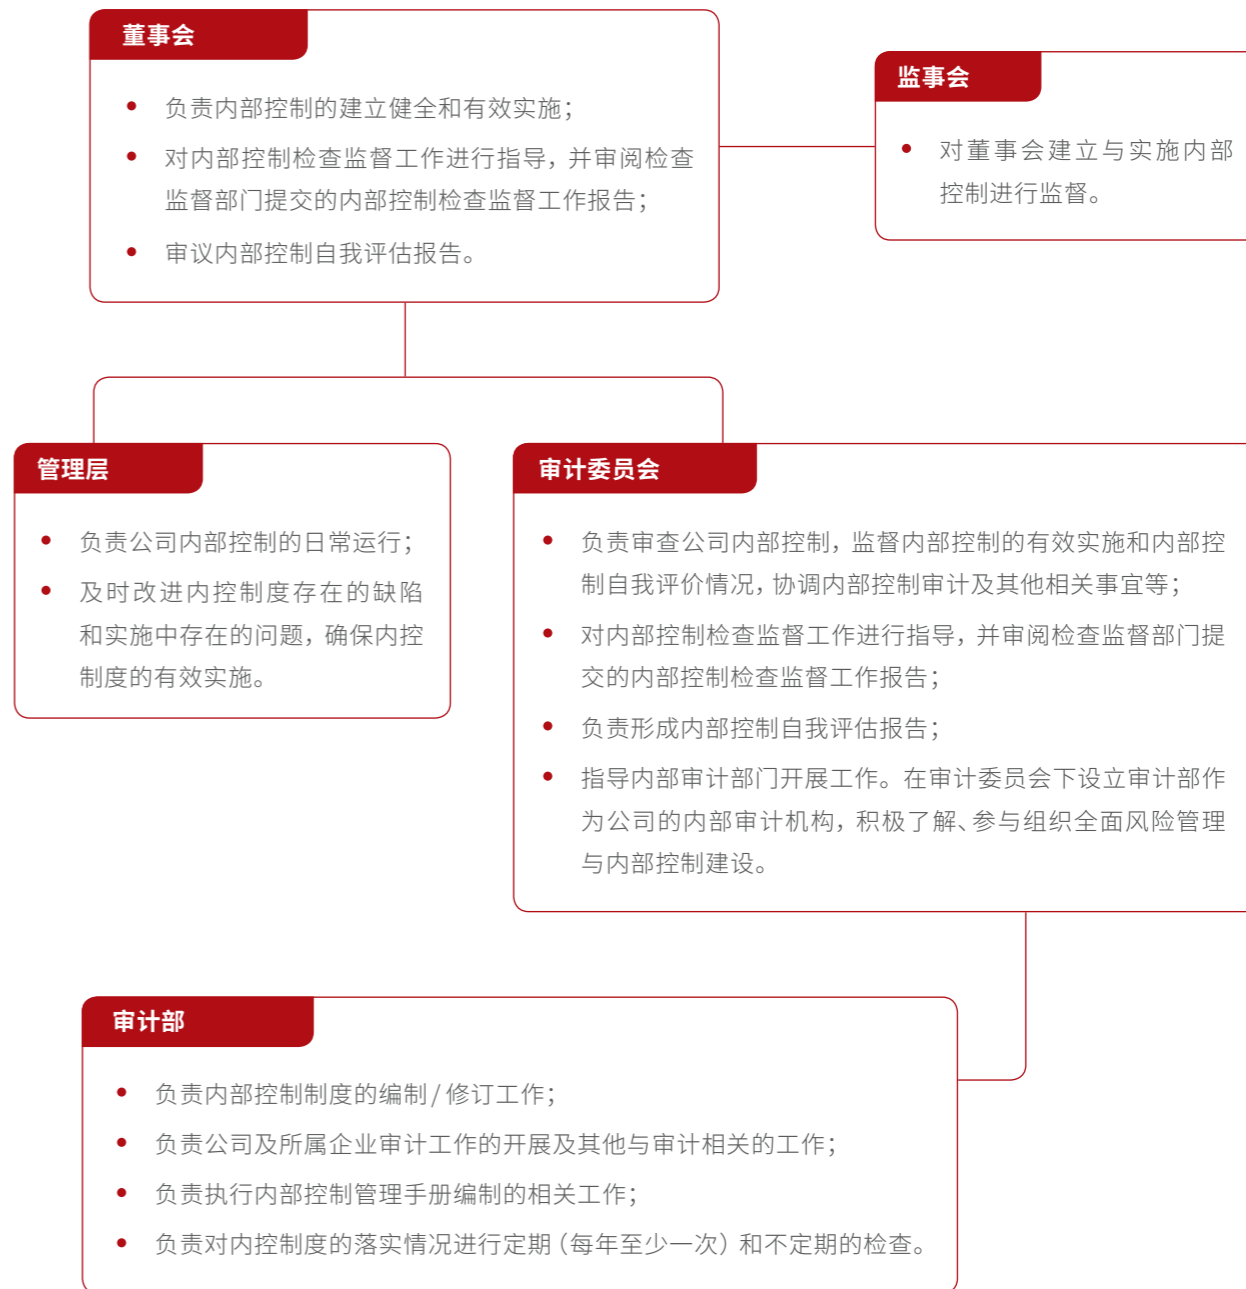 董事会
负责内部控制的建立健全和有效实施；
对内部控制检查监督工作进行指导，并审阅检查
监督部门提交的内部控制检查监督工作报告；
审议内部控制自我评估报告。
监事会
对董事会建立与实施内部
控制进行监督。
管理层
负责公司内部控制的日常运行；
及时改进内控制度存在的缺陷
和实施中存在的问题，确保内控
制度的有效实施。
审计委员会
负责审查公司内部控制，监督内部控制的有效实施和内部控
制自我评价情况，协调内部控制审计及其他相关事宜等；
对内部控制检查监督工作进行指导，并审阅检查监督部门提
交的内部控制检查监督工作报告；
负责形成内部控制自我评估报告；
指导内部审计部门开展工作。在审计委员会下设立审计部作
为公司的内部审计机构，积极了解、参与组织全面风险管理
与内部控制建设。
审计部
负责内部控制制度的编制/修订工作；
负责公司及所属企业审计工作的开展及其他与审计相关的工作；
负责执行内部控制管理手册编制的相关工作；
负责对内控制度的落实情况进行定期（每年至少一次）和不定期的检查。